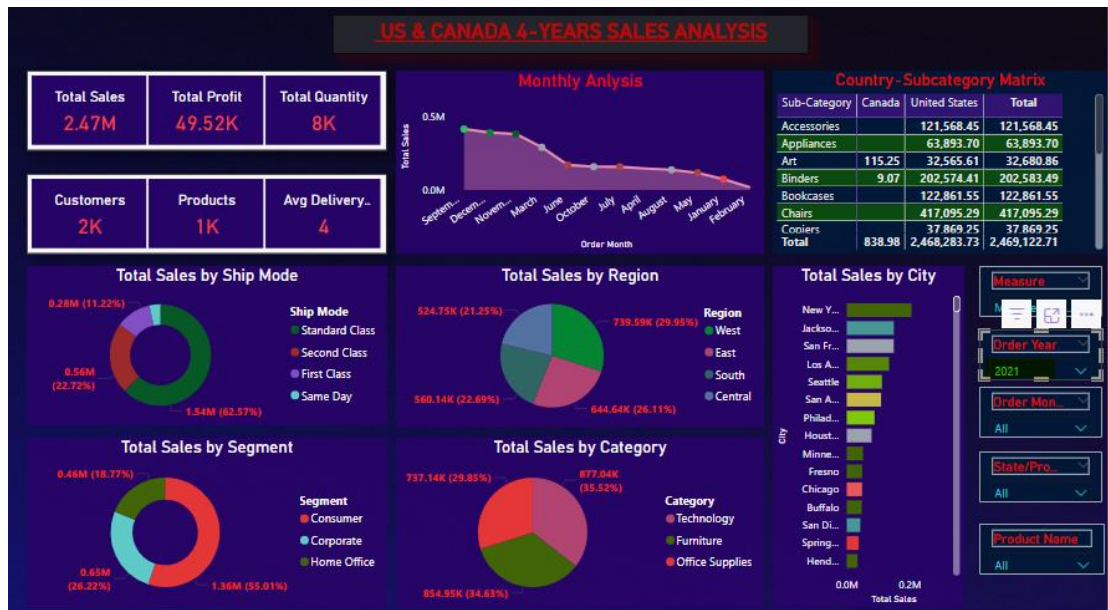 US & CANADA 4-YEARS SALES ANALYSIS
Total Sales
2.47M
Total Profit
49.52K
Total Quantity
8K
Customers
2K
Products
1K
Avg Delivery..
4
Monthly Anlysis
Total Sales
0.5M
0.0M
Septem...
Decem...
Novem...
March
June
October
July
April
August
May
January
February
Order Month
Country-Subcategory Matrix
Sub-Category Canada United States Total
Accessories 121,568.45 121,568.45
Appliances 63,893.70 63,893.70
Art 115.25 32,565.61 32,680.86
Binders 9.07 202,574.41 202,583.49
Bookcases 122,861.55 122,861.55
Chairs 417,095.29 417,095.29
Copiers 37,869.25 37,869.25
Total 838.98 2,468,283.73 2,469,122.71
Total Sales by Ship Mode
0.28M (11.22%)
0.56M
(22.72%)
1.54M (62.57%)
Ship Mode
Standard Class
Second Class
First Class
Same Day
Total Sales by Region
524.75K (21.25%)
739.59K (29.95%)
560.14K (22.69%)
644.64K (26.11%)
Region
West
East
South
Central
Total Sales by Segment
0.46M (18.77%)
0.65M
(26.22%)
1.36M (55.01%)
Segment
Consumer
Corporate
Home Office
Total Sales by Category
737.14K (29.85%)
877.04K
(35.52%)
854.95K (34.63%)
Category
Technology
Furniture
Office Supplies
Total Sales by City
City
New Y...
Jackso...
San Fr...
Los A...
Seattle
San A...
Philad...
Houst...
Minne...
Fresno
Chicago
Buffalo
San Di...
Spring...
Hend...
0.0M 0.2M
Total Sales
Measure
Order Year
2021
Order Mon...
All
State/Pro...
All
Product Name
All